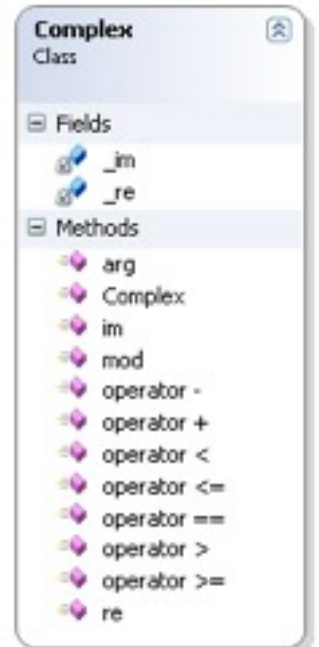 Complex
Class
Fields
_im
_re
Methods
arg
Complex
im
mod
operator -
operator +
operator <
operator <=
operator ==
operator >
operator >=
re